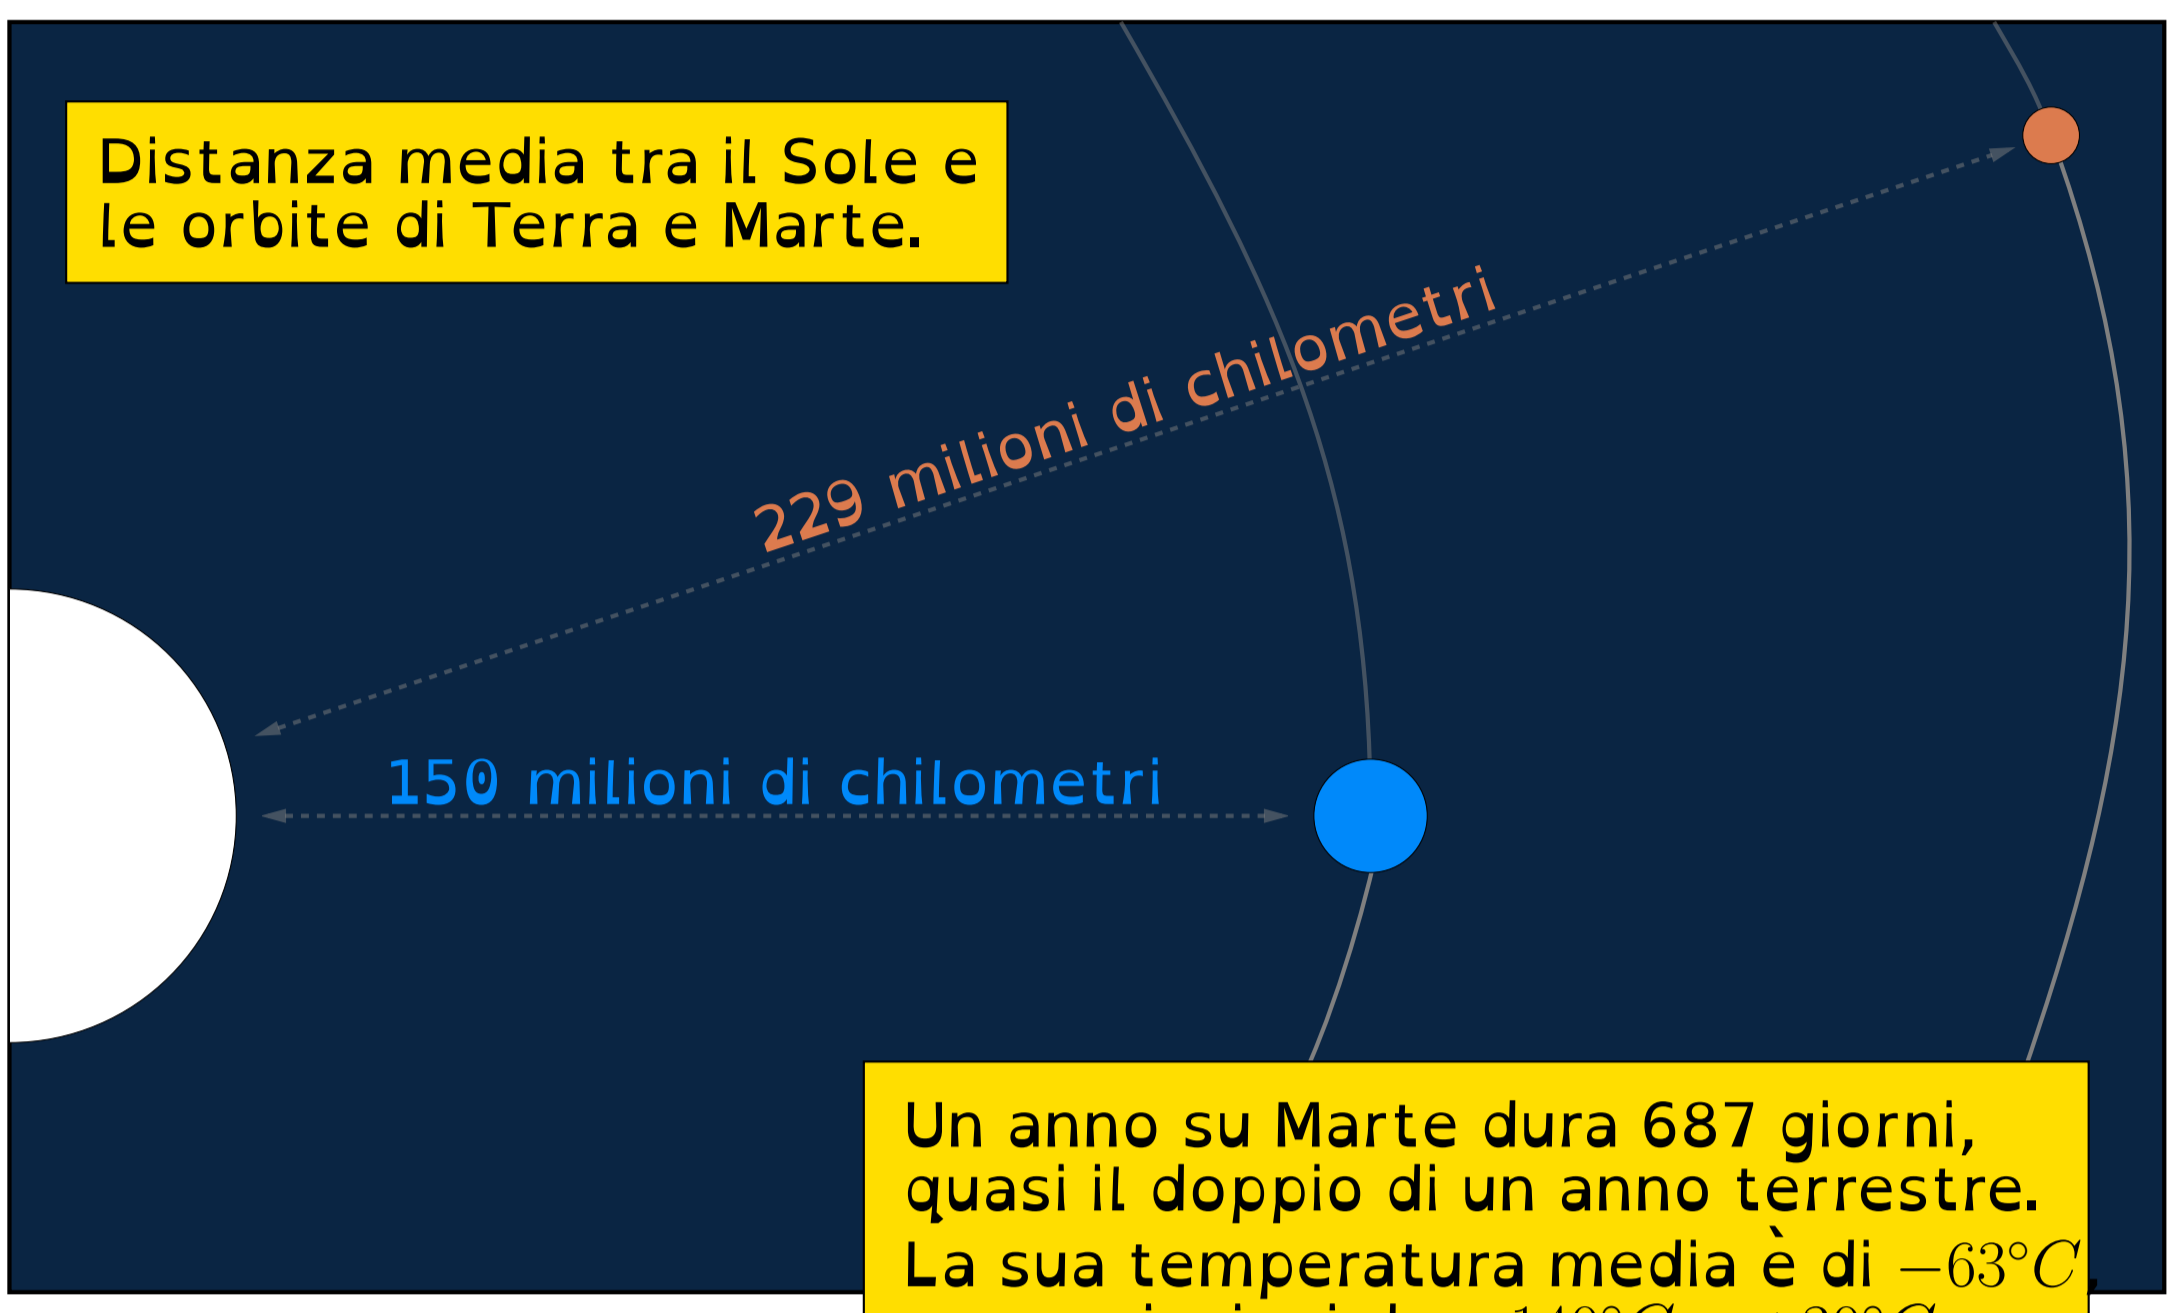 Distanza media tra il Sole e
le orbite di Terra e Marte.
229 milioni di chilometri
150 milioni di chilometri
Un anno su Marte dura 687 giorni,
quasi il doppio di un anno terrestre.
La sua temperatura media è di −63°C,